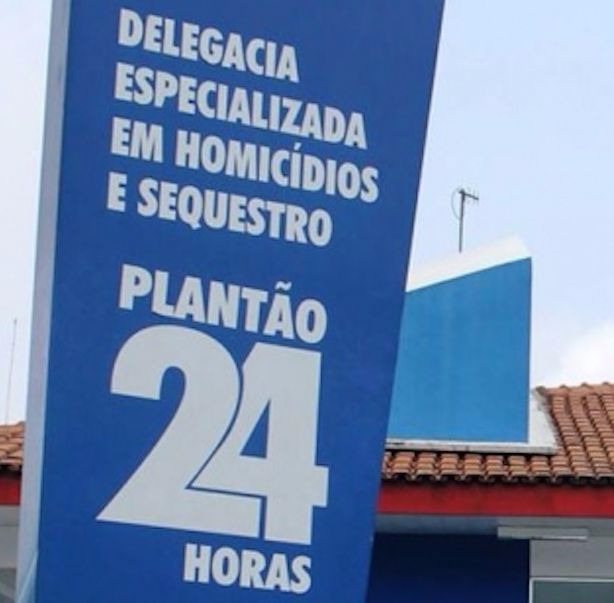 DELEGACIA
ESPECIALIZADA
EM HOMICÍDIOS
E SEQUESTRO
PLANTÃO
24
HORAS